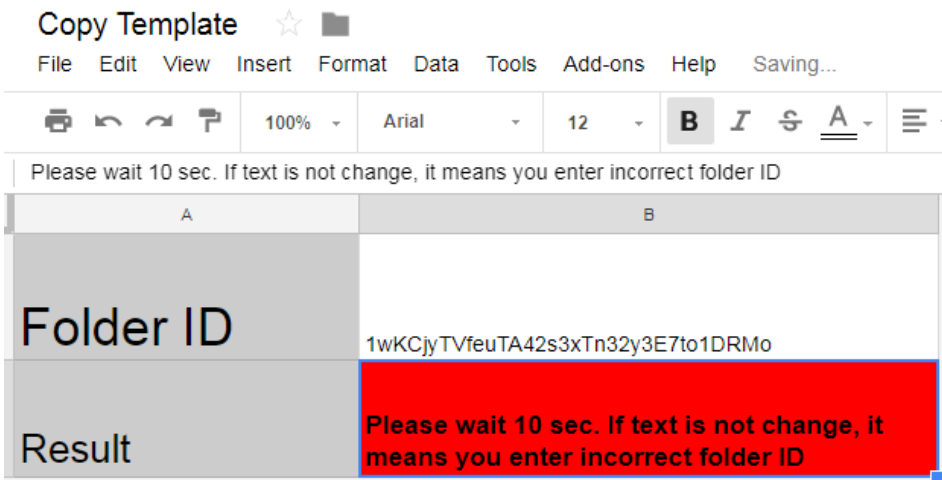 Copy Template
File Edit View Insert Format Data Tools Add-ons Help Saving...
100% Arial 12 B I S A
Please wait 10 sec. If text is not change, it means you enter incorrect folder ID
A B
Folder ID
1wKCjyTVfeuTA42s3xTn32y3E7to1DRMo
Result
Please wait 10 sec. If text is not change, it
means you enter incorrect folder ID